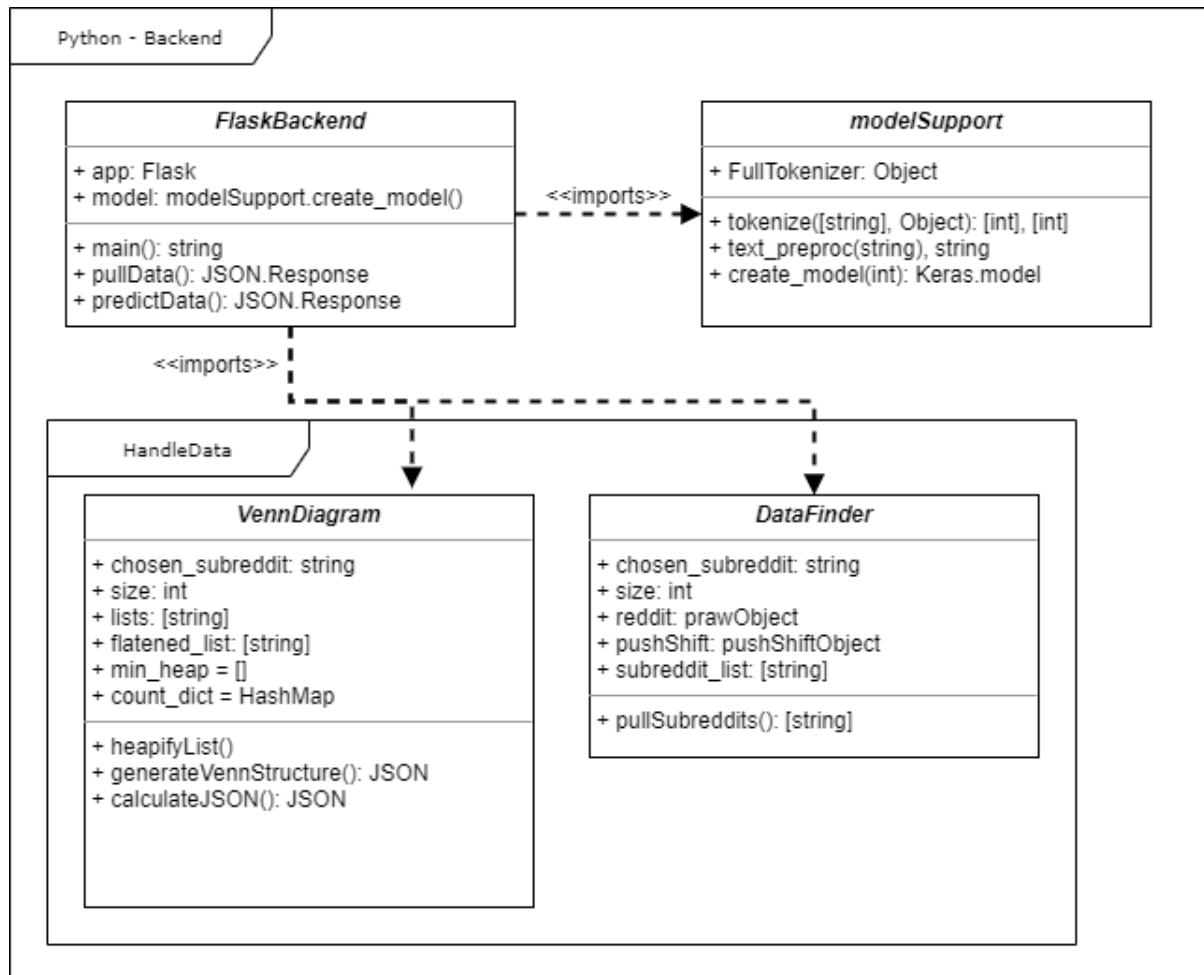 Python - Backend
FlaskBackend
+ app: Flask
+ model: modelSupport.create_model()
+ main(): string
+ pullData(): JSON.Response
+ predictData(): JSON.Response
<<imports>>
modelSupport
+ FullTokenizer: Object
+ tokenize([string], Object): [int], [int]
+ text_preproc(string), string
+ create_model(int): Keras.model
<<imports>>
HandleData
VennDiagram
+ chosen_subreddit: string
+ size: int
+ lists: [string]
+ flatened_list: [string]
+ min_heap = []
+ count_dict = HashMap
+ heapifyList()
+ generateVennStructure(): JSON
+ calculateJSON(): JSON
DataFinder
+ chosen_subreddit: string
+ size: int
+ reddit: prawObject
+ pushShift: pushShiftObject
+ subreddit_list: [string]
+ pullSubreddits(): [string]